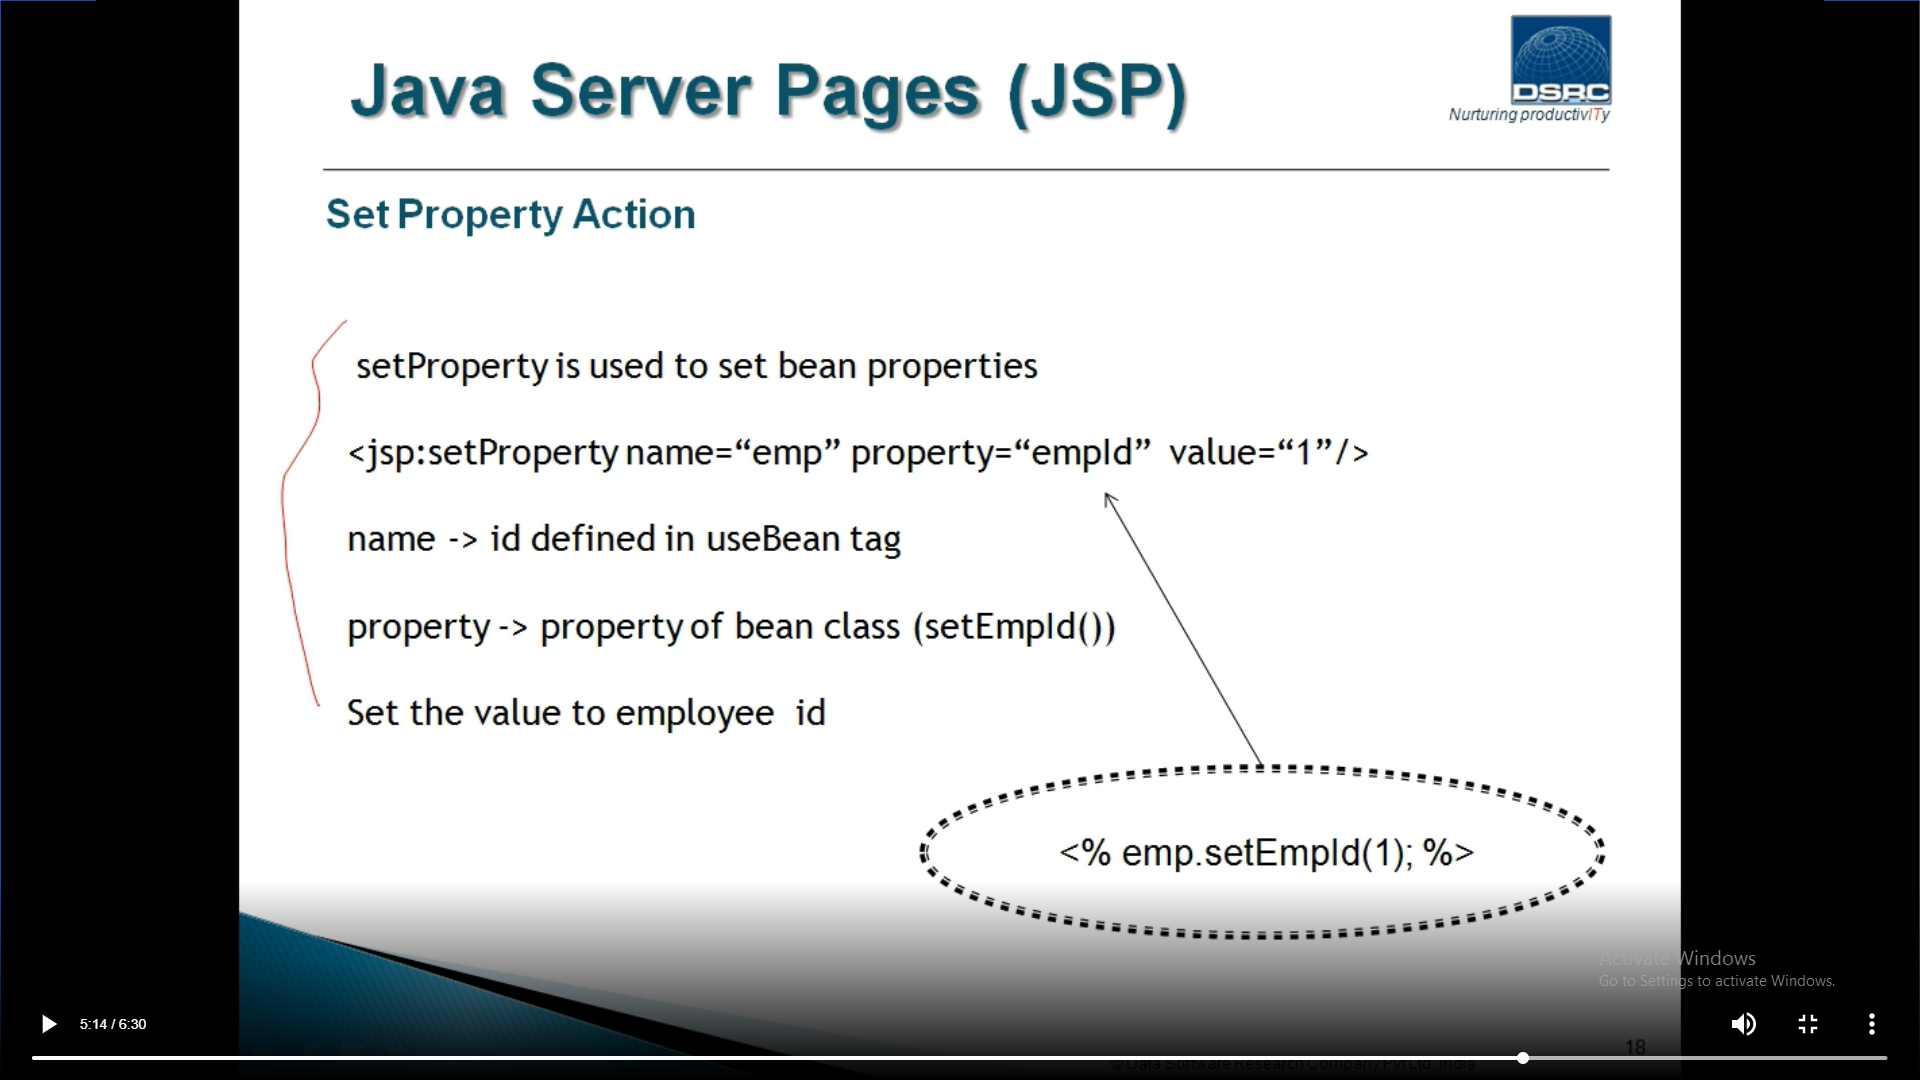 Java Server Pages (JSP)
DSRC
Nurturing productivITy
Set Property Action
setProperty is used to set bean properties
<jsp:setProperty name=“emp” property=“empId” value=“1”/>
name -> id defined in useBean tag
property -> property of bean class (setEmpId())
Set the value to employee id
<% emp.setEmpId(1); %>
Activate Windows
Go to Settings to activate Windows.
5:14 / 6:30
18
© Data Software Research Company Pvt Ltd. India